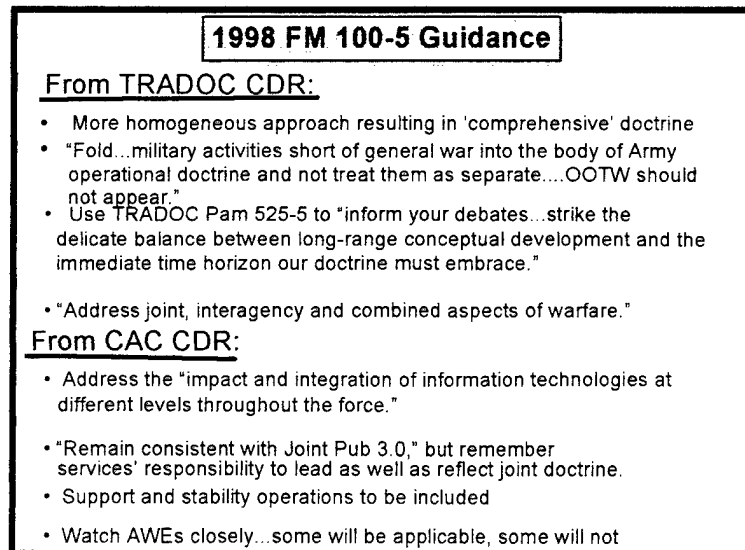 1998 FM 100-5 Guidance
From TRADOC CDR:
• More homogeneous approach resulting in 'comprehensive' doctrine
• "Fold...military activities short of general war into the body of Army
operational doctrine and not treat them as separate....OOTW should
not appear."
• Use TRADOC Pam 525-5 to "inform your debates...strike the
delicate balance between long-range conceptual development and the
immediate time horizon our doctrine must embrace."
• "Address joint, interagency and combined aspects of warfare."
From CAC CDR:
• Address the "impact and integration of information technologies at
different levels throughout the force."
• "Remain consistent with Joint Pub 3.0," but remember
services' responsibility to lead as well as reflect joint doctrine.
• Support and stability operations to be included
• Watch AWEs closely...some will be applicable, some will not